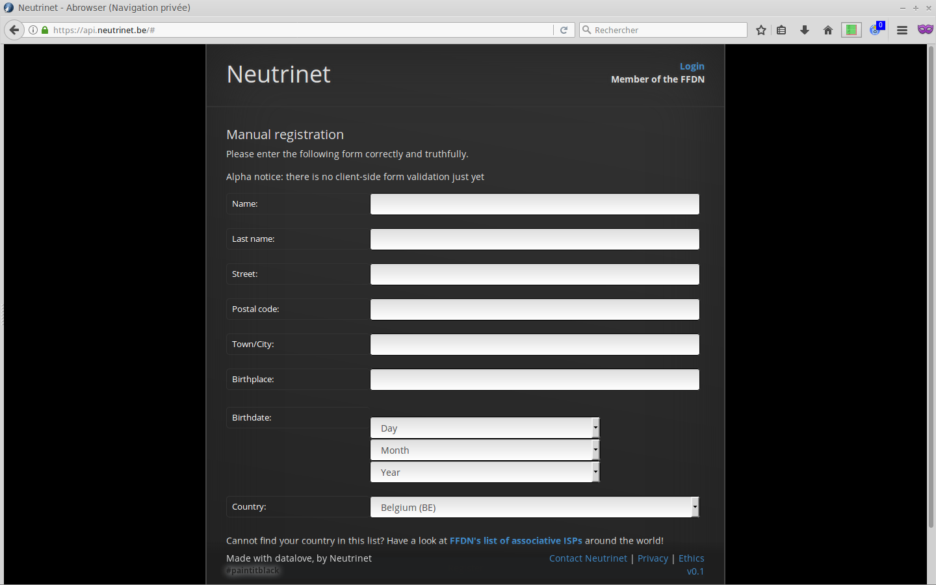 Neutrinet - Abrowser (Navigation privée)
https://api.neutrinet.be/#
Rechercher
0
Neutrinet
Login
Member of the FFDN
Manual registration
Please enter the following form correctly and truthfully.
Alpha notice: there is no client-side form validation just yet
Name:
Last name:
Street:
Postal code:
Town/City:
Birthplace:
Birthdate:
Day
Month
Year
Country:
Belgium (BE)
Cannot find your country in this list? Have a look at FFDN's list of associative ISPs around the world!
Made with datalove, by Neutrinet
Contact Neutrinet | Privacy | Ethics
#paintitblack
v0.1